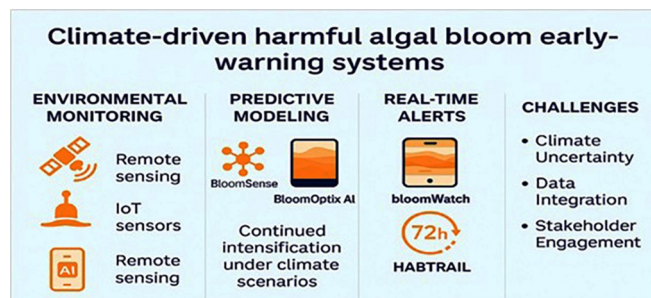 Climate-driven harmful algal bloom early-
warning systems
ENVIRONMENTAL
MONITORING
Remote
sensing
IoT
sensors
AI
Remote
sensing
PREDICTIVE
MODELING
BloomSense
BloomOptix AI
Continued
intensification
under climate
scenarios
REAL-TIME
ALERTS
bloomWatch
72h
HABTRAIL
CHALLENGES
• Climate
Uncertainty
• Data
Integration
• Stakeholder
Engagement